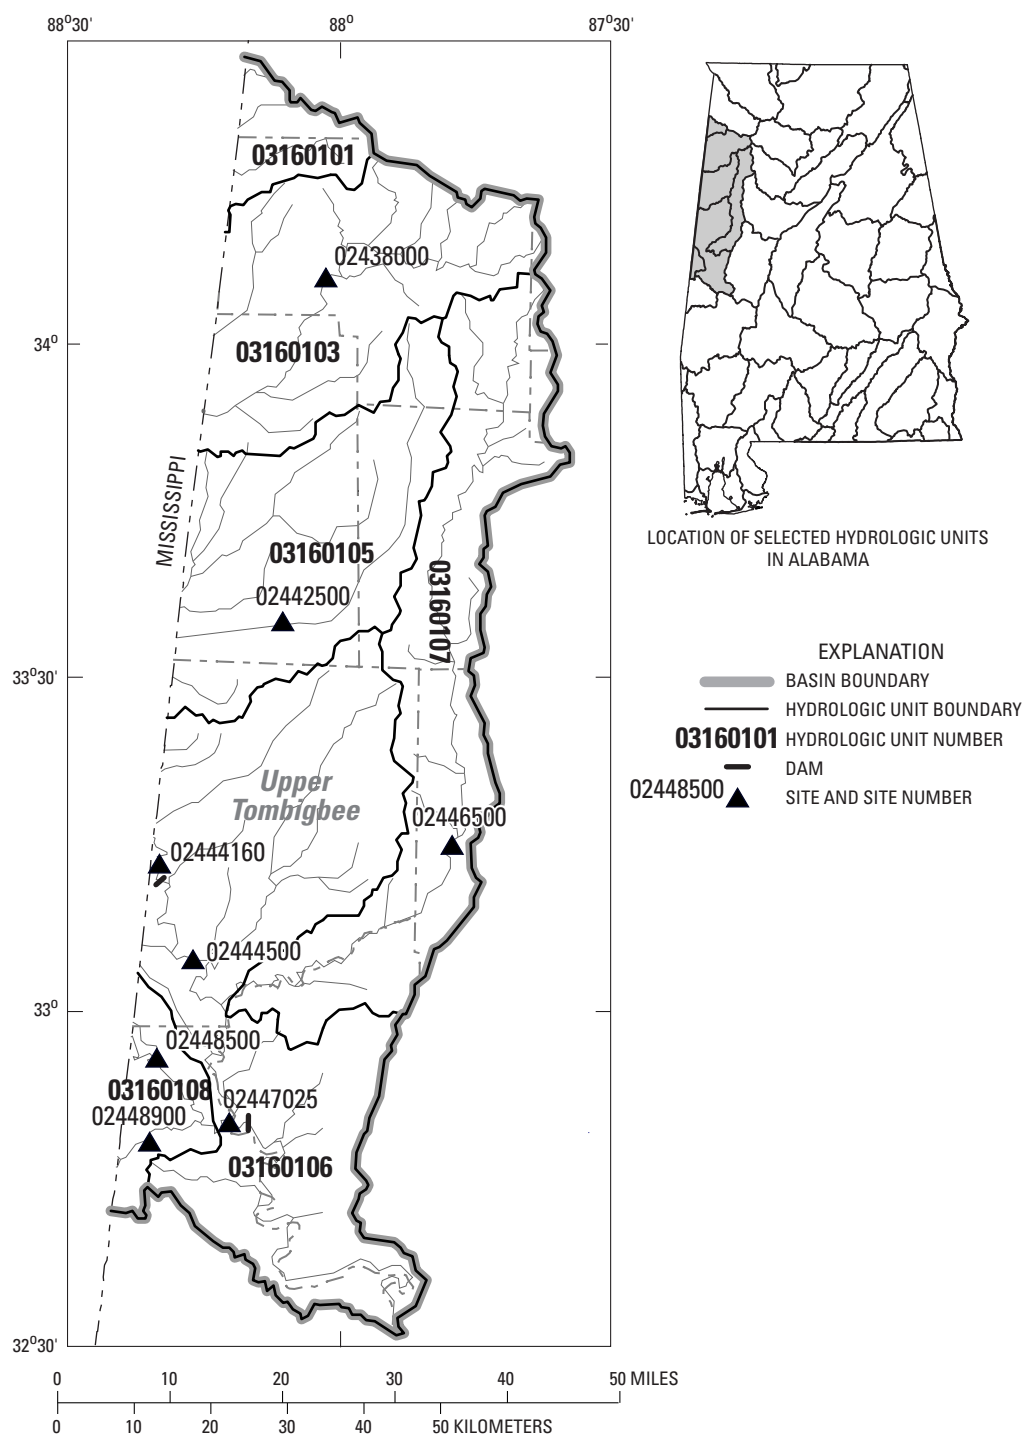 88°30'
88°
87°30'
03160101
02438000
34°
03160103
MISSISSIPPI
03160105
02442500
03160107
33°30'
Upper
Tombigbee
02446500
02444160
02444500
33°
02448500
03160108
02447025
02448900
03160106
32°30'
0 10 20 30 40 50 MILES
0 10 20 30 40 50 KILOMETERS
LOCATION OF SELECTED HYDROLOGIC UNITS
IN ALABAMA
EXPLANATION
BASIN BOUNDARY
HYDROLOGIC UNIT BOUNDARY
03160101 HYDROLOGIC UNIT NUMBER
DAM
02448500 SITE AND SITE NUMBER